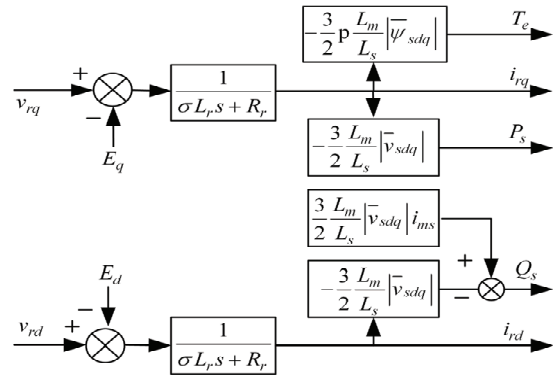 −3/2 p L_m/L_s |ψ̄_sdq|
T_e
+
v_rq
−
E_q
1/(σL_r s + R_r)
i_rq
−3/2 L_m/L_s |v̄_sdq|
P_s
3/2 L_m/L_s |v̄_sdq| i_ms
+
E_d
−
−3/2 L_m/L_s |v̄_sdq|
−
Q_s
v_rd
+
1/(σL_r s + R_r)
i_rd